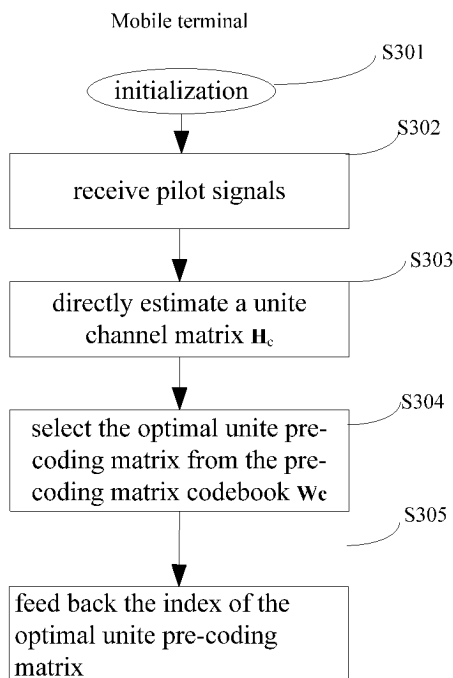 Mobile terminal
S301
initialization
S302
receive pilot signals
S303
directly estimate a unite
channel matrix Hc
S304
select the optimal unite pre-
coding matrix from the pre-
coding matrix codebook Wc
S305
feed back the index of the
optimal unite pre-coding
matrix